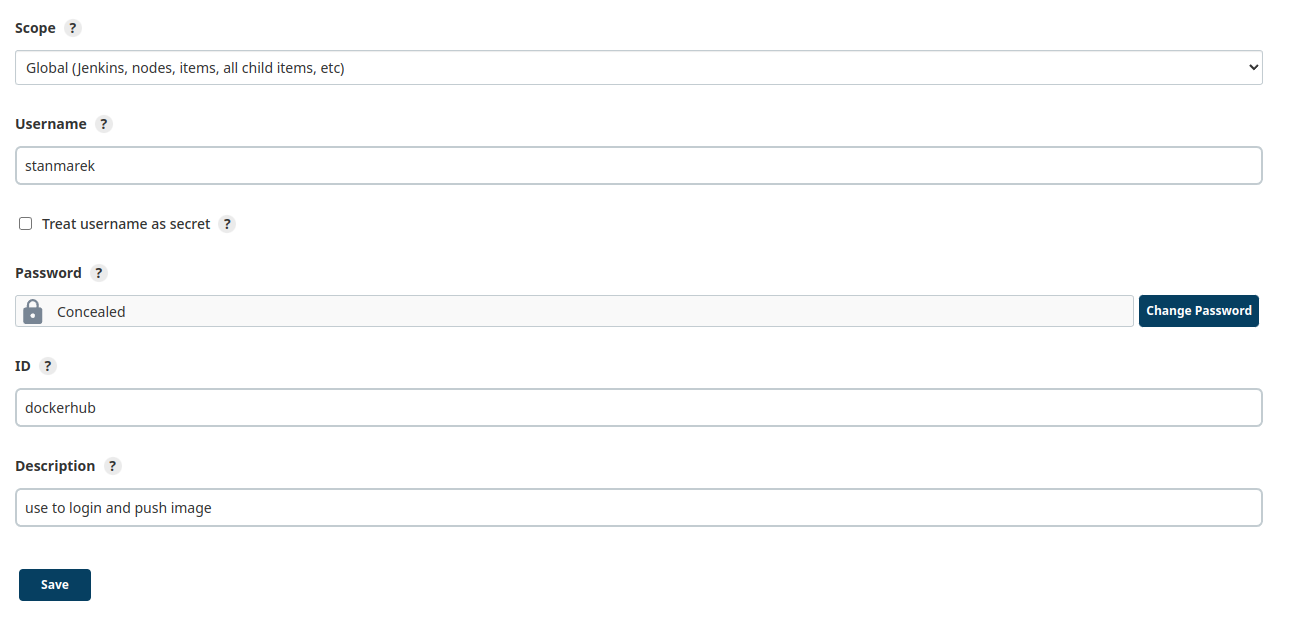 Scope ?
Global (Jenkins, nodes, items, all child items, etc)
Username ?
stanmarek
Treat username as secret ?
Password ?
Concealed
Change Password
ID ?
dockerhub
Description ?
use to login and push image
Save